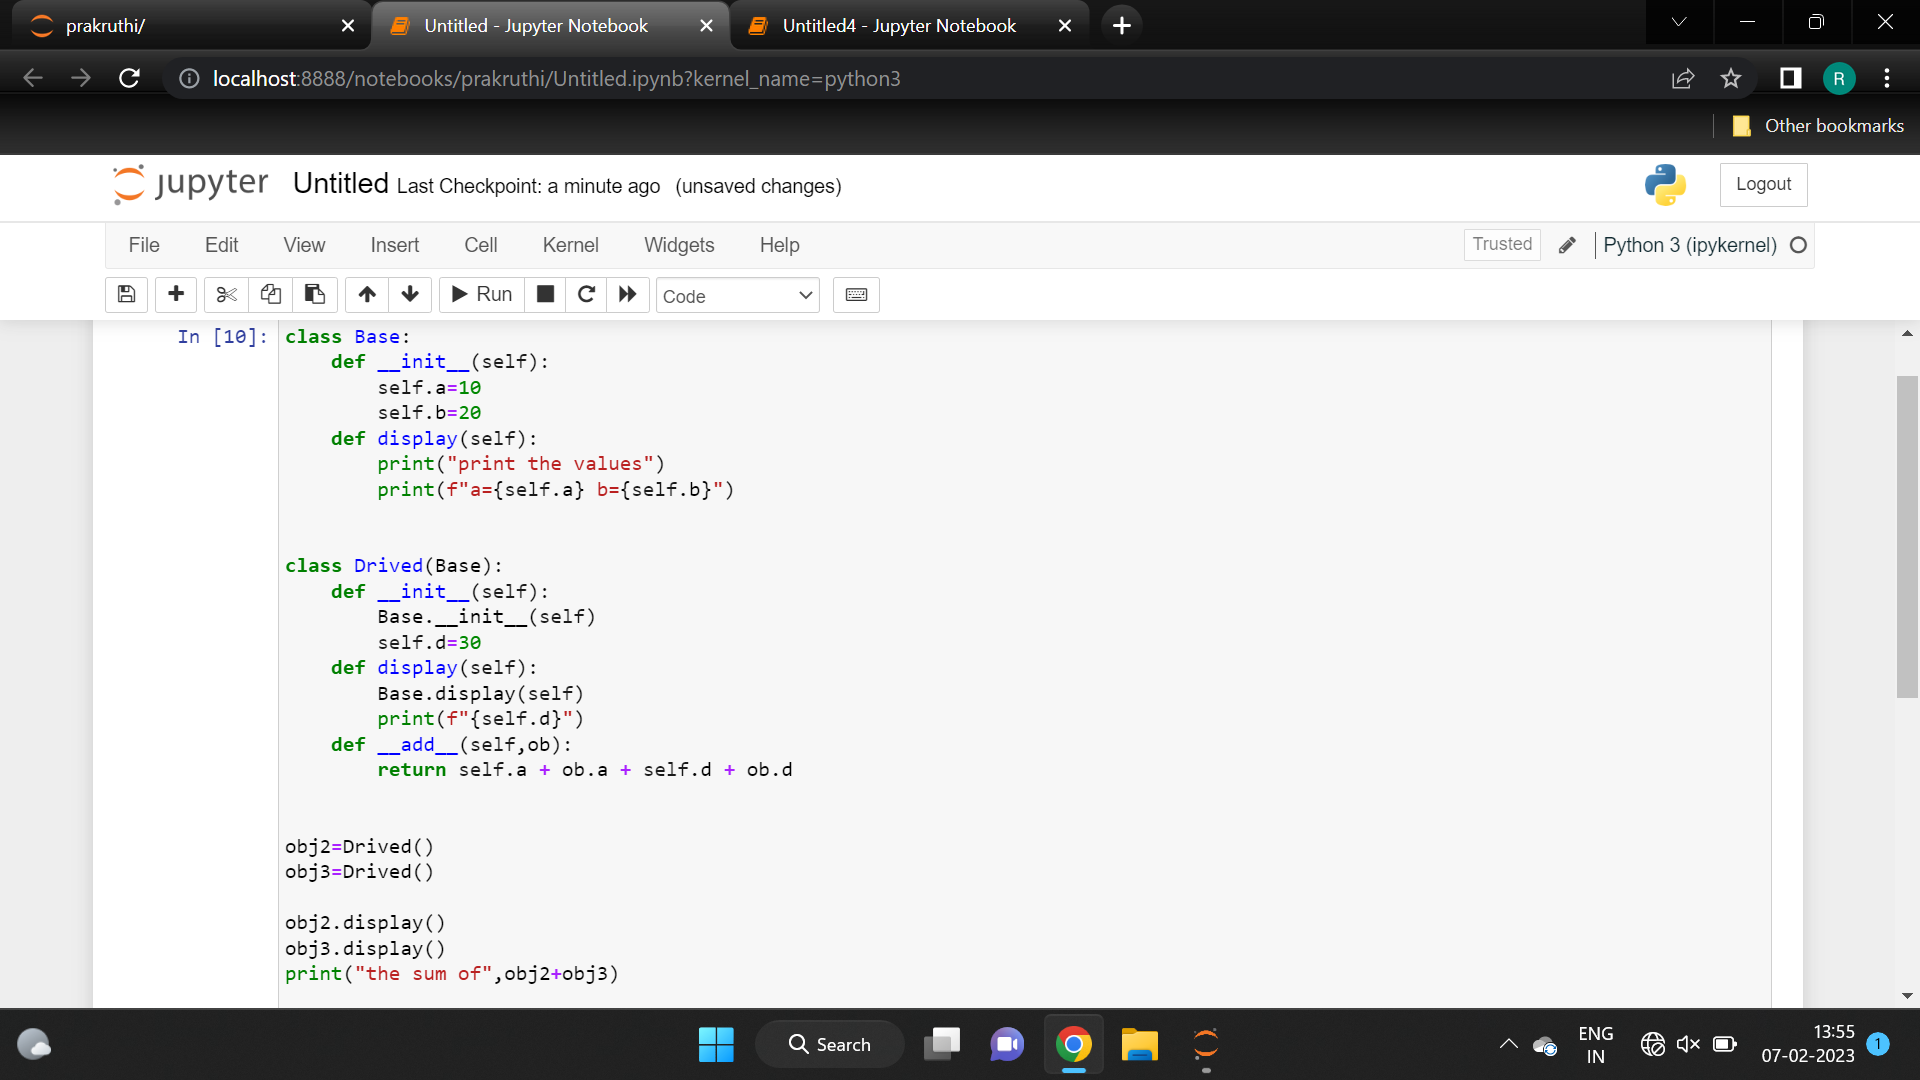 prakruthi/
Untitled - Jupyter Notebook
Untitled4 - Jupyter Notebook
localhost:8888/notebooks/prakruthi/Untitled.ipynb?kernel_name=python3
R
Other bookmarks
jupyter Untitled Last Checkpoint: a minute ago (unsaved changes)
Logout
File Edit View Insert Cell Kernel Widgets Help
Trusted
Python 3 (ipykernel)
Run
Code
In [10]:
class Base:
    def __init__(self):
        self.a=10
        self.b=20
    def display(self):
        print("print the values")
        print(f"a={self.a} b={self.b}")
class Drived(Base):
    def __init__(self):
        Base.__init__(self)
        self.d=30
    def display(self):
        Base.display(self)
        print(f"{self.d}")
    def __add__(self,ob):
        return self.a + ob.a + self.d + ob.d
obj2=Drived()
obj3=Drived()
obj2.display()
obj3.display()
print("the sum of",obj2+obj3)
Search
ENG
IN
13:55
07-02-2023
1